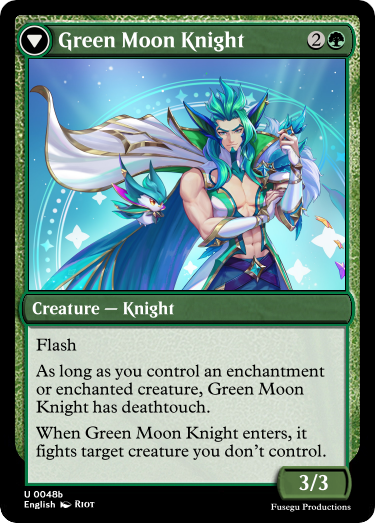 Green Moon Knight 2
Creature — Knight
Flash
As long as you control an enchantment
or enchanted creature, Green Moon
Knight has deathtouch.
When Green Moon Knight enters, it
fights target creature you don't control.
3/3
U 0048b
English RIOT
Fusegu Productions